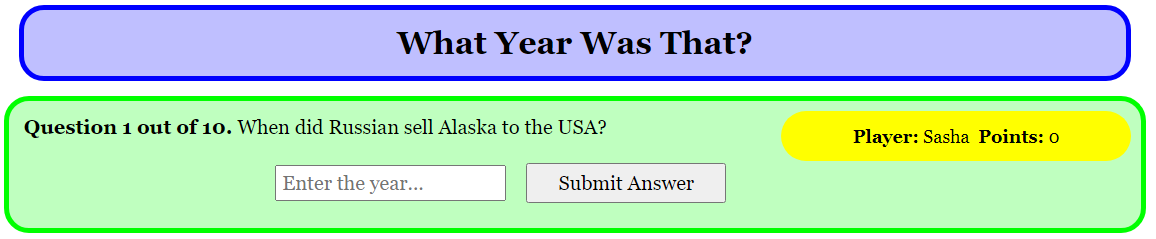 What Year Was That?
Question 1 out of 10. When did Russian sell Alaska to the USA?
Player: Sasha Points: 0
Enter the year...
Submit Answer